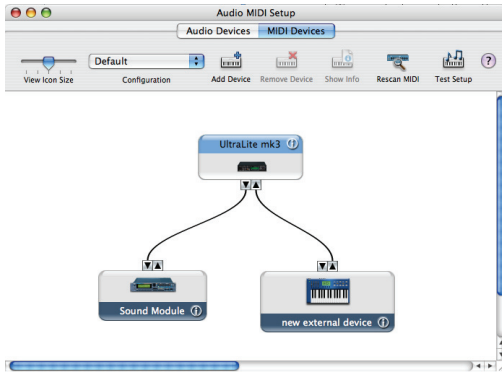 Audio MIDI Setup
Audio Devices MIDI Devices
Default
View Icon Size Configuration Add Device Remove Device Show Info Rescan MIDI Test Setup ?
UltraLite mk3 i
Sound Module i
new external device i